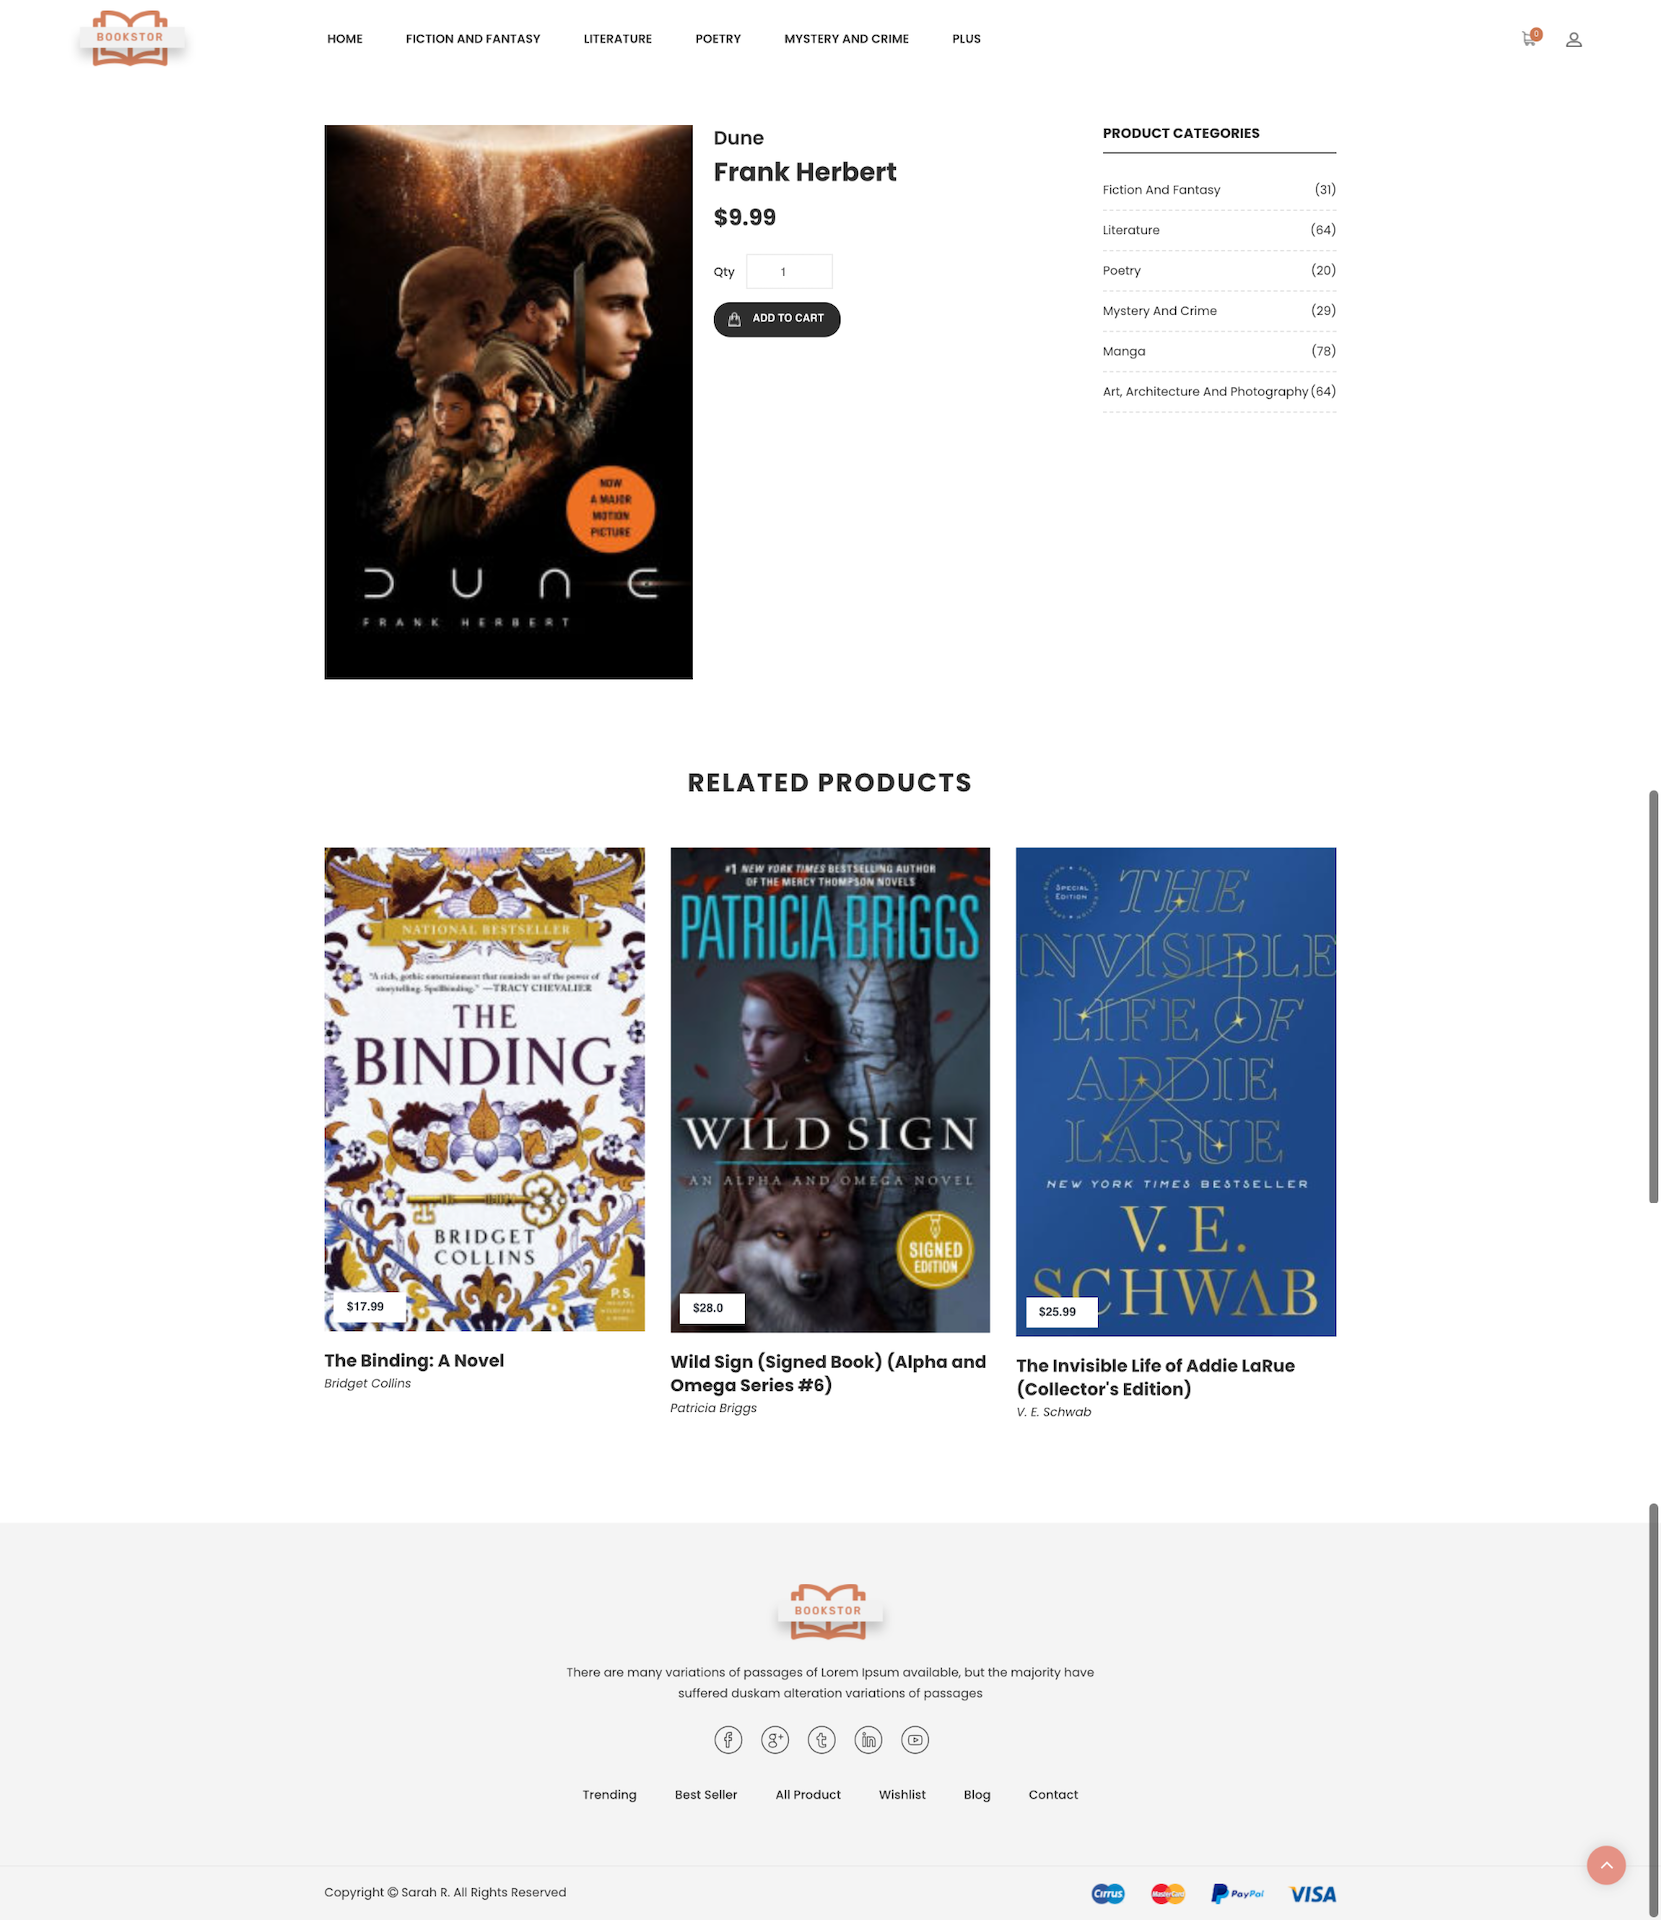 BOOKSTOR
HOME
FICTION AND FANTASY
LITERATURE
POETRY
MYSTERY AND CRIME
PLUS
0
NOW
A MAJOR
MOTION
PICTURE
DUNE
FRANK HERBERT
Dune
Frank Herbert
$9.99
Qty 1
ADD TO CART
PRODUCT CATEGORIES
Fiction And Fantasy (31)
Literature (64)
Poetry (20)
Mystery And Crime (29)
Manga (78)
Art, Architecture And Photography (64)
RELATED PRODUCTS
NATIONAL BESTSELLER
"A rich, gothic entertainment that reminds us of the power of
storytelling. Spellbinding." —TRACY CHEVALIER
THE
BINDING
BRIDGET
COLLINS
P.S.
$17.99
The Binding: A Novel
Bridget Collins
#1 NEW YORK TIMES BESTSELLING AUTHOR
OF THE MERCY THOMPSON NOVELS
PATRICIA BRIGGS
WILD SIGN
AN ALPHA AND OMEGA NOVEL
SIGNED
EDITION
$28.0
Wild Sign (Signed Book) (Alpha and
Omega Series #6)
Patricia Briggs
SPECIAL
EDITION
THE
INVISIBLE
LIFE OF
ADDIE
LARUE
NEW YORK TIMES BESTSELLER
V. E.
SCHWAB
$25.99
The Invisible Life of Addie LaRue
(Collector's Edition)
V. E. Schwab
BOOKSTOR
There are many variations of passages of Lorem Ipsum available, but the majority have
suffered duskam alteration variations of passages
Trending
Best Seller
All Product
Wishlist
Blog
Contact
Copyright © Sarah R. All Rights Reserved
Cirrus
MasterCard
PayPal
VISA